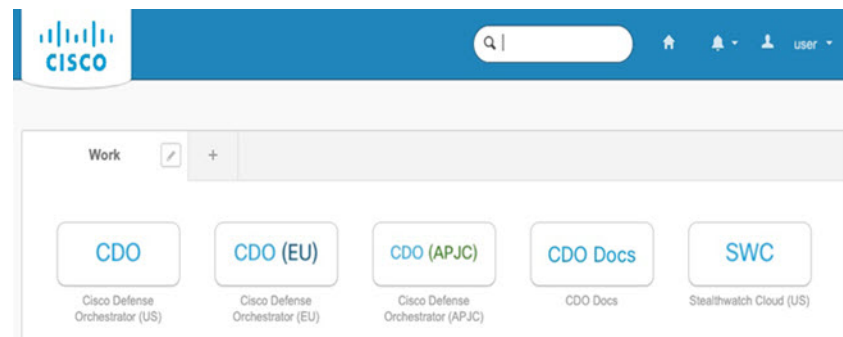 CISCO
user
Work
+
CDO
CDO (EU)
CDO (APJC)
CDO Docs
SWC
Cisco Defense
Orchestrator (US)
Cisco Defense
Orchestrator (EU)
Cisco Defense
Orchestrator (APJC)
CDO Docs
Stealthwatch Cloud (US)